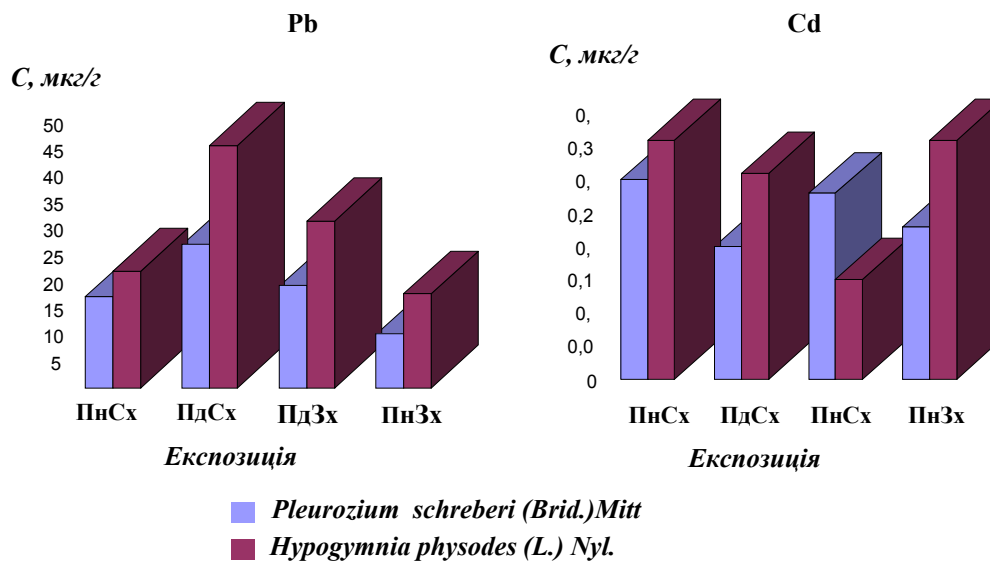 Pb
C, мкг/г
50
45
40
35
30
25
20
15
10
5
ПнСх
ПдСх
ПдЗх
ПнЗх
Експозиція
Cd
C, мкг/г
0,
0,3
0,
0,2
0,
0,1
0,
0,0
0
ПнСх
ПдСх
ПнСх
ПнЗх
Експозиція
Pleurozium schreberi (Brid.)Mitt
Hypogymnia physodes (L.) Nyl.